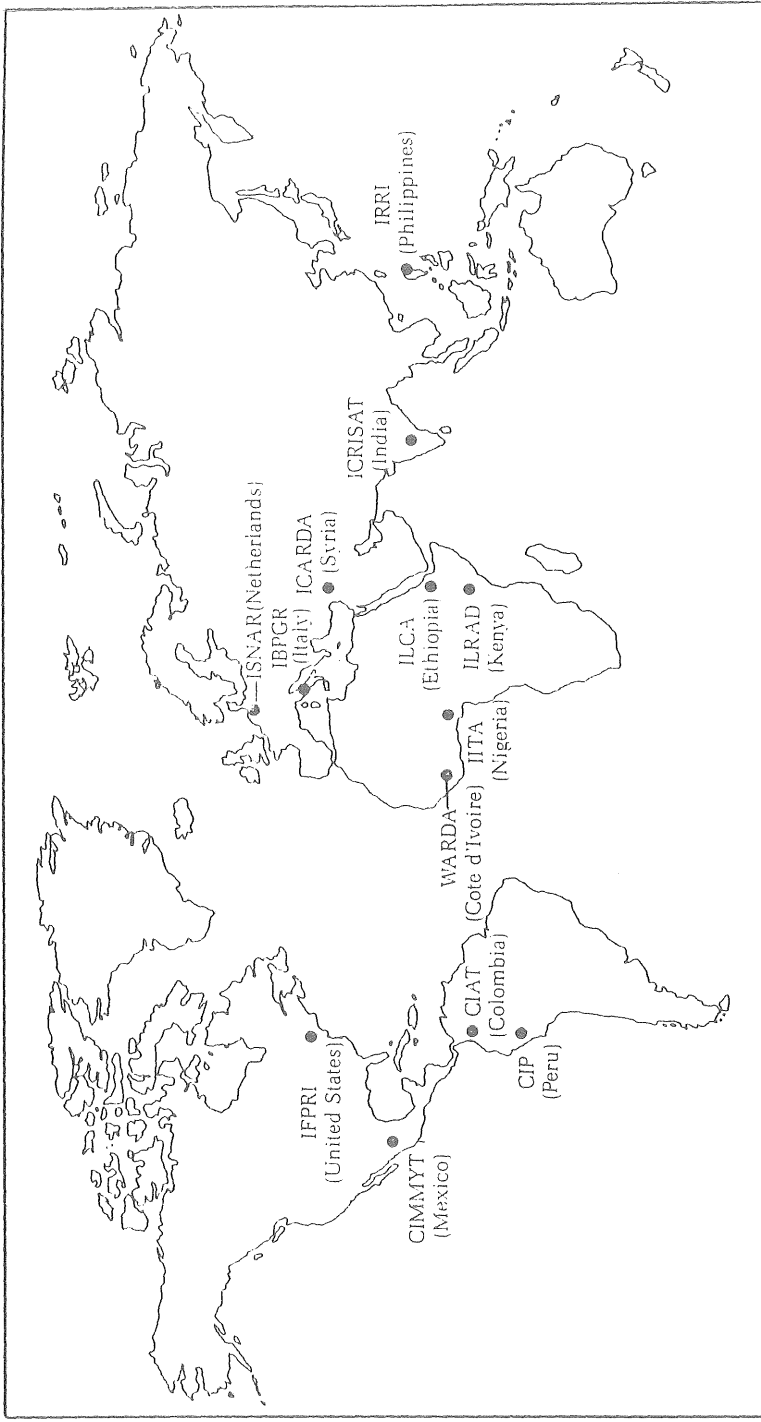 IFPRI
(United States)
CIMMYT
(Mexico)
CIAT
(Colombia)
CIP
(Peru)
ISNAR(Netherlands)
IBPGR
(Italy)
ICARDA
(Syria)
WARDA
(Cote d'Ivoire)
IITA
(Nigeria)
ILCA
(Ethiopia)
ILRAD
(Kenya)
ICRISAT
(India)
IRRI
(Philippines)